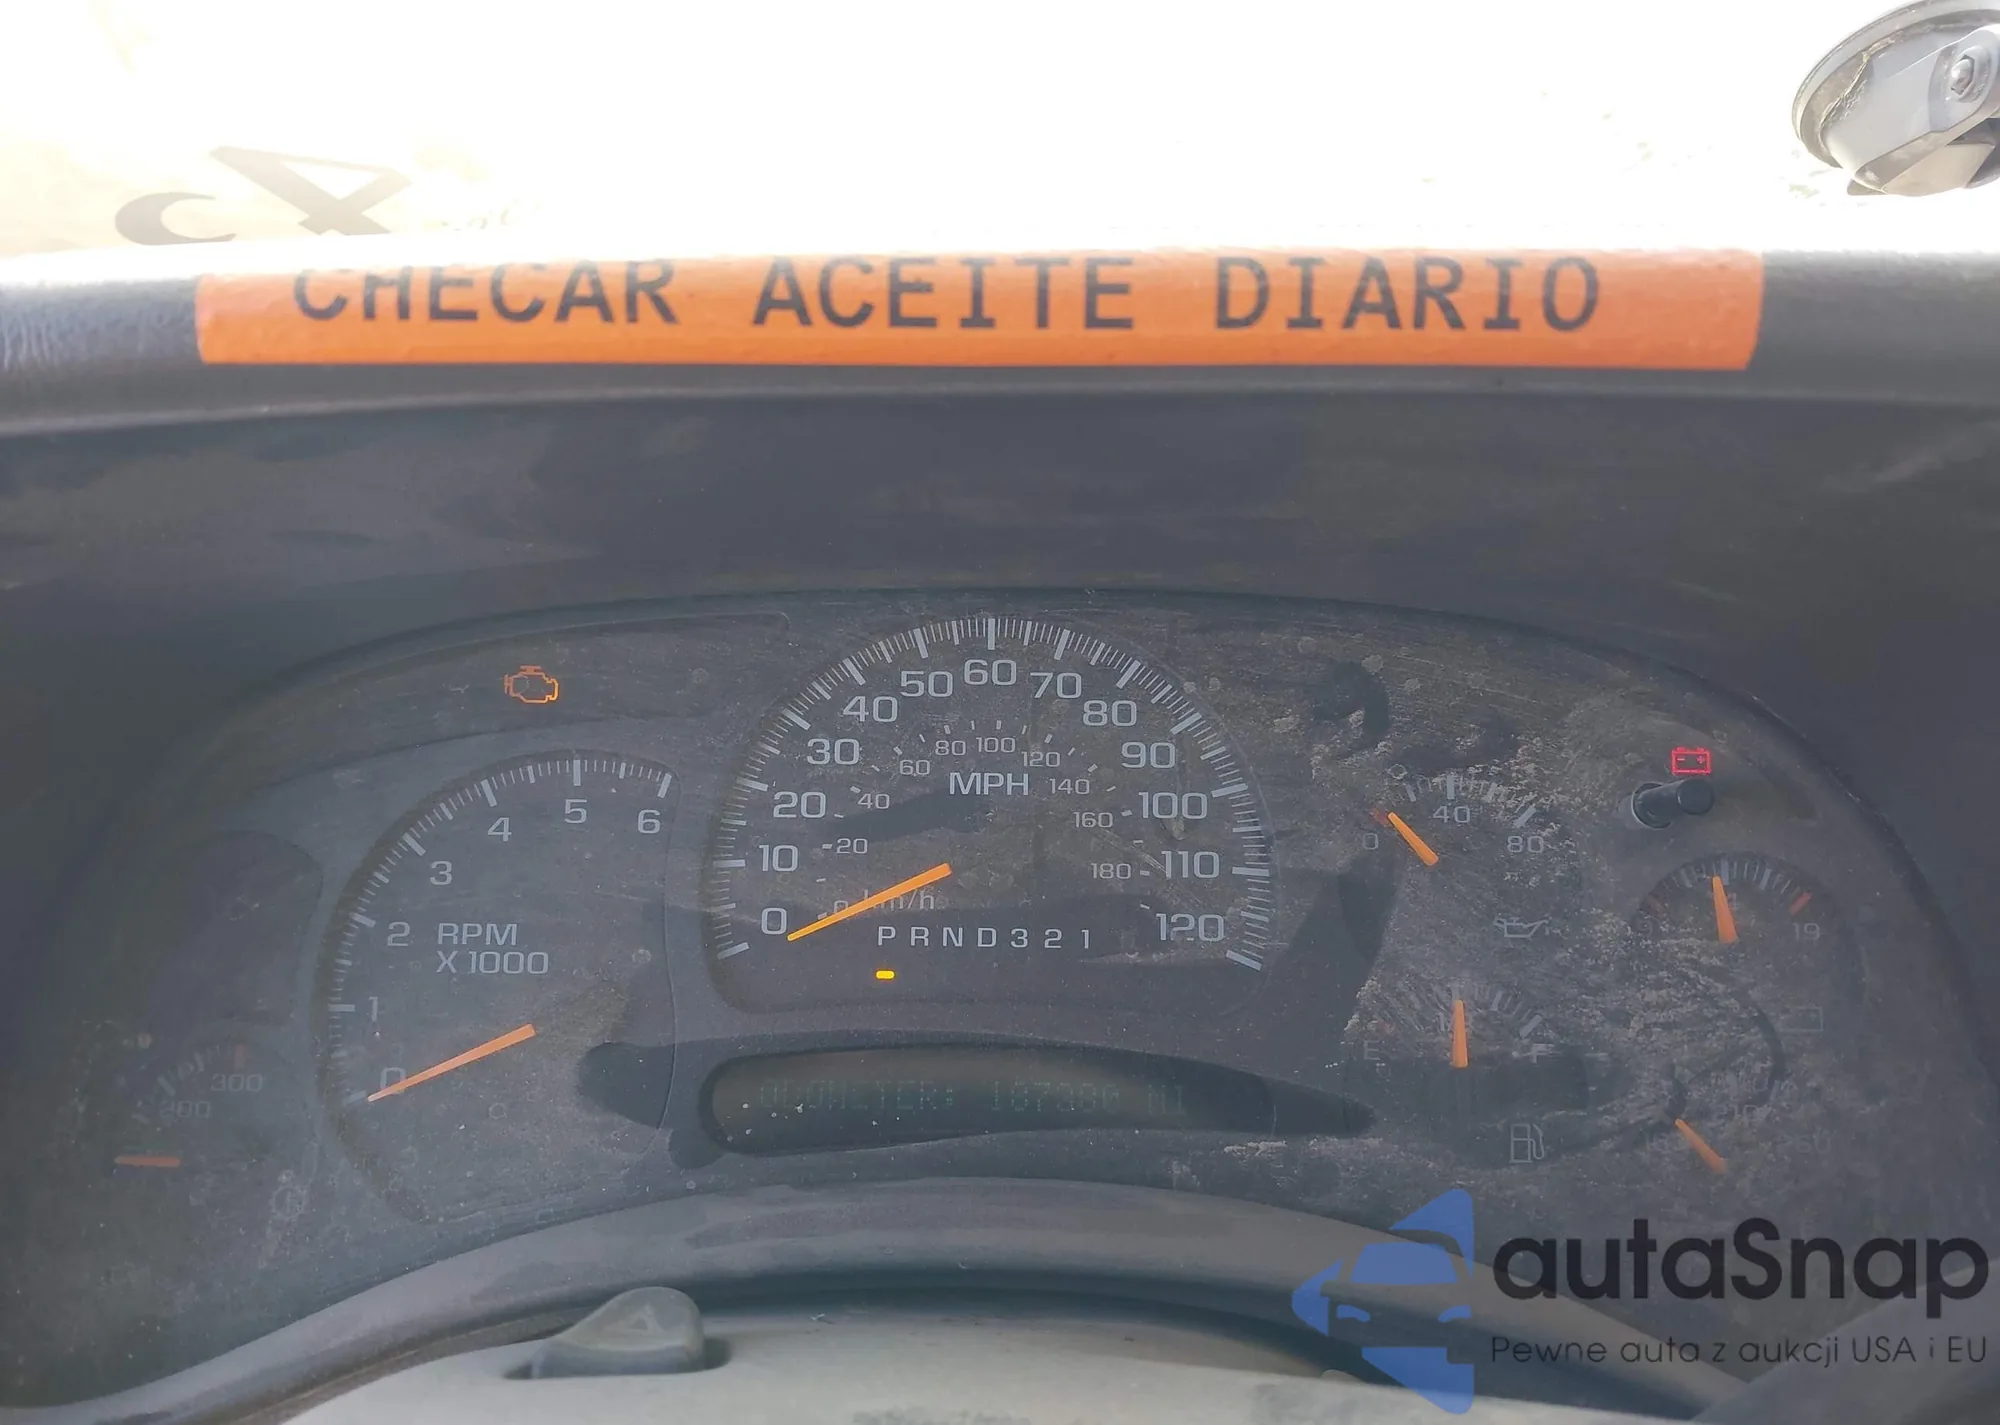 CHECAR ACEITE DIARIO
60
50 70
40 80
30 90
80 100 120
60 140
MPH
20 40 160 100
10 20 180 110
0 km/h 120
PRND321
6
5
4
3
2
1
0
RPM
X 1000
0 40 80
19
E F
300
200
autaSnap
Pewne auta z aukcji USA i EU